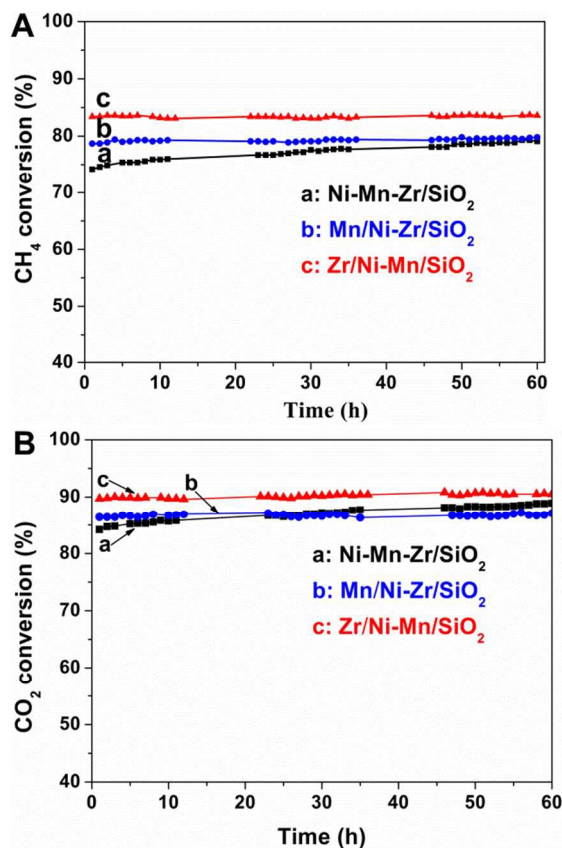 A
CH4 conversion (%)
100
90
80
70
60
50
40
c
b
a
a: Ni-Mn-Zr/SiO2
b: Mn/Ni-Zr/SiO2
c: Zr/Ni-Mn/SiO2
0 10 20 30 40 50 60
Time (h)
B
CO2 conversion (%)
100
90
80
70
60
50
40
c
b
a
a: Ni-Mn-Zr/SiO2
b: Mn/Ni-Zr/SiO2
c: Zr/Ni-Mn/SiO2
0 10 20 30 40 50 60
Time (h)